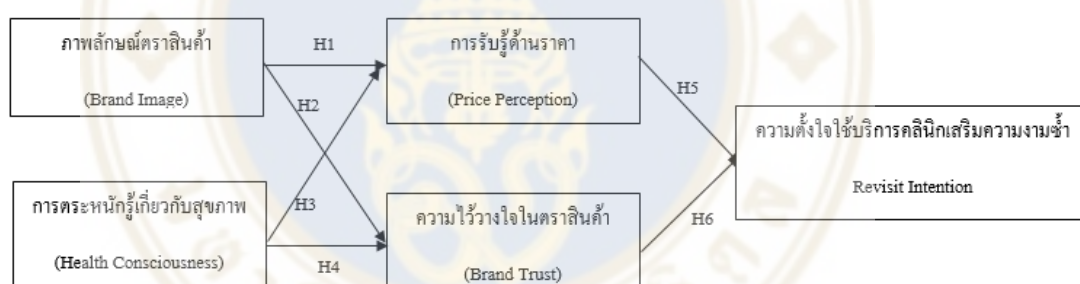 ภาพลักษณ์ตราสินค้า
(Brand Image)
H1
H2
การรับรู้ด้านราคา
(Price Perception)
H5
ความตั้งใจใช้บริการคลินิกเสริมความงามซ้ำ
Revisit Intention
การตระหนักรู้เกี่ยวกับสุขภาพ
(Health Consciousness)
H3
H4
ความไว้วางใจในตราสินค้า
(Brand Trust)
H6